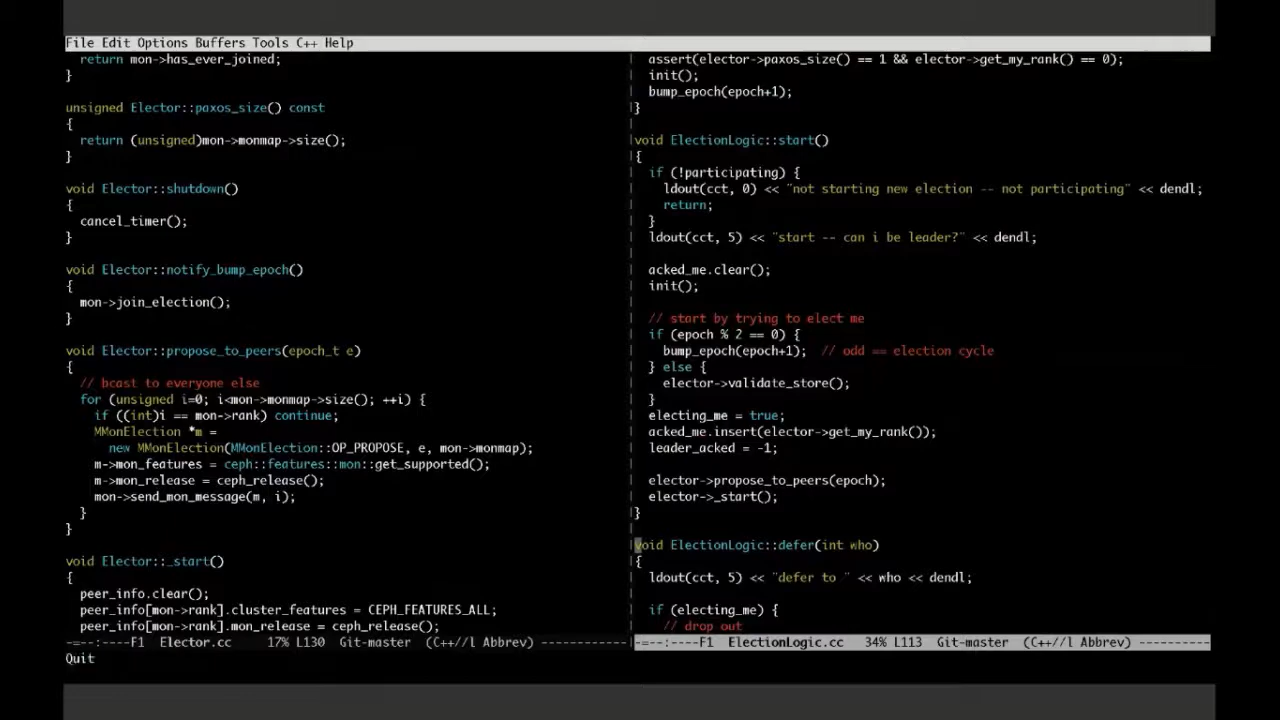 File Edit Options Buffers Tools C++ Help
  return mon->has_ever_joined;
}

unsigned Elector::paxos_size() const
{
  return (unsigned)mon->monmap->size();
}

void Elector::shutdown()
{
  cancel_timer();
}

void Elector::notify_bump_epoch()
{
  mon->join_election();
}

void Elector::propose_to_peers(epoch_t e)
{
  // bcast to everyone else
  for (unsigned i=0; i<mon->monmap->size(); ++i) {
    if ((int)i == mon->rank) continue;
    MMonElection *m =
      new MMonElection(MMonElection::OP_PROPOSE, e, mon->monmap);
    m->mon_features = ceph::features::mon::get_supported();
    m->mon_release = ceph_release();
    mon->send_mon_message(m, i);
  }
}

void Elector::_start()
{
  peer_info.clear();
  peer_info[mon->rank].cluster_features = CEPH_FEATURES_ALL;
  peer_info[mon->rank].mon_release = ceph_release();
-=--:----F1  Elector.cc     17% L130  Git-master  (C++//l Abbrev) ------------
  assert(elector->paxos_size() == 1 && elector->get_my_rank() == 0);
  init();
  bump_epoch(epoch+1);
}

void ElectionLogic::start()
{
  if (!participating) {
    ldout(cct, 0) << "not starting new election -- not participating" << dendl;
    return;
  }
  ldout(cct, 5) << "start -- can i be leader?" << dendl;

  acked_me.clear();
  init();

  // start by trying to elect me
  if (epoch % 2 == 0) {
    bump_epoch(epoch+1);  // odd == election cycle
  } else {
    elector->validate_store();
  }
  electing_me = true;
  acked_me.insert(elector->get_my_rank());
  leader_acked = -1;

  elector->propose_to_peers(epoch);
  elector->_start();
}

void ElectionLogic::defer(int who)
{
  ldout(cct, 5) << "defer to " << who << dendl;

  if (electing_me) {
    // drop out
-=--:----F1  ElectionLogic.cc   34% L113  Git-master  (C++//l Abbrev) ----------
Quit